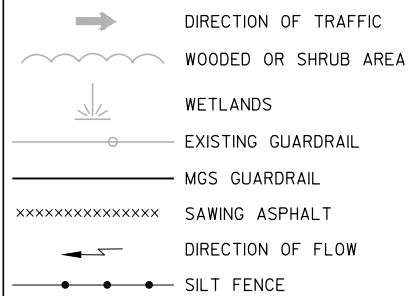 DIRECTION OF TRAFFIC
WOODED OR SHRUB AREA
WETLANDS
EXISTING GUARDRAIL
MGS GUARDRAIL
xxxxxxxxxxxxxxx SAWING ASPHALT
DIRECTION OF FLOW
SILT FENCE